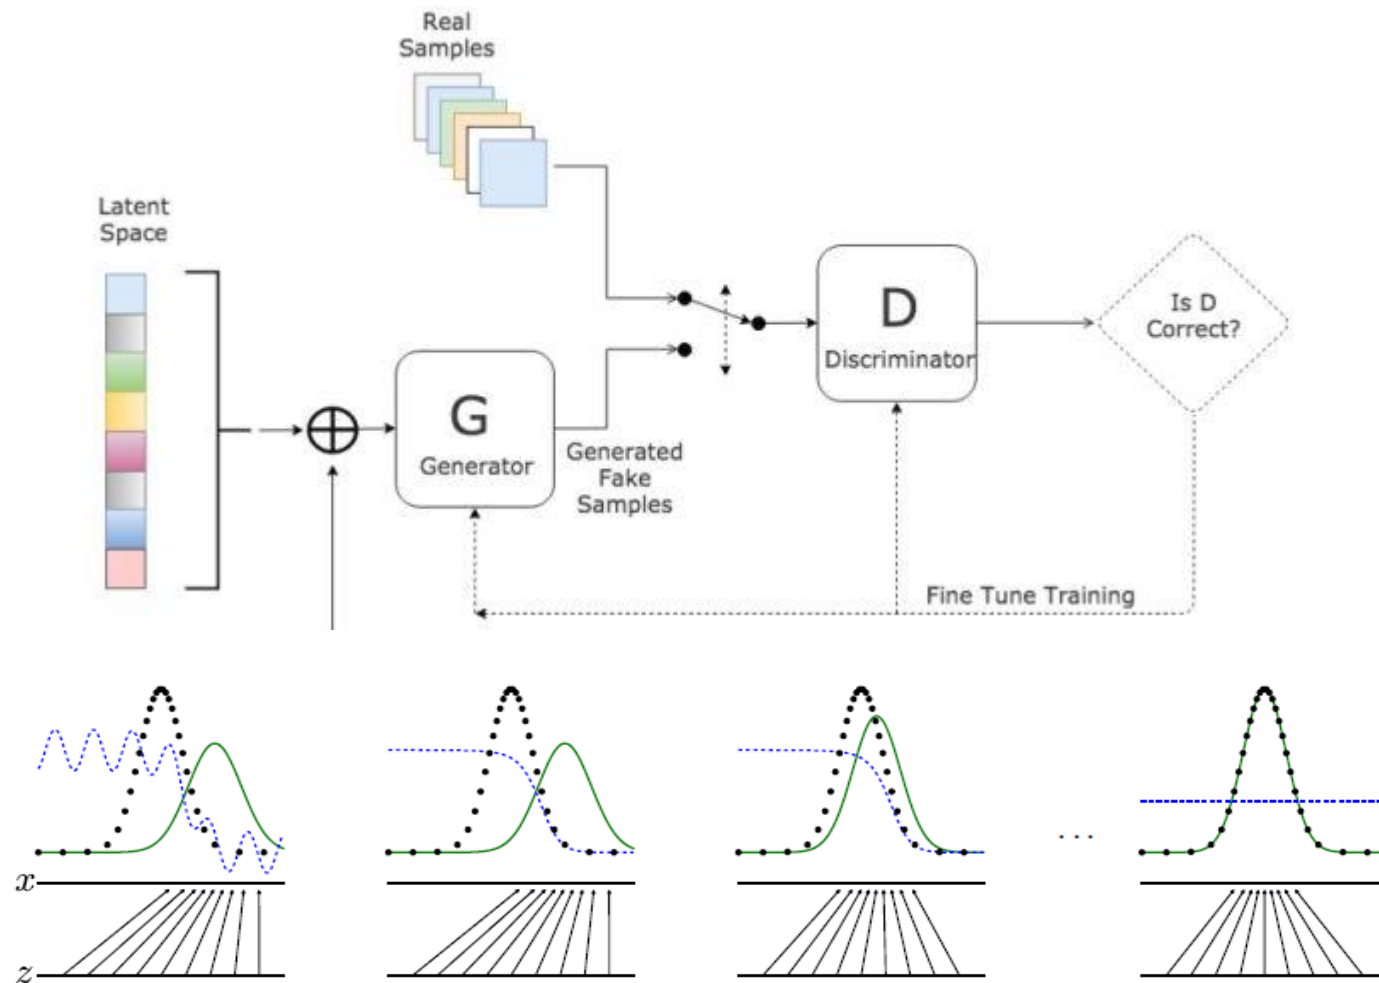 Real
Samples
Latent
Space
D
Discriminator
Is D
Correct?
G
Generator
Generated
Fake
Samples
Fine Tune Training
. . .
x
z